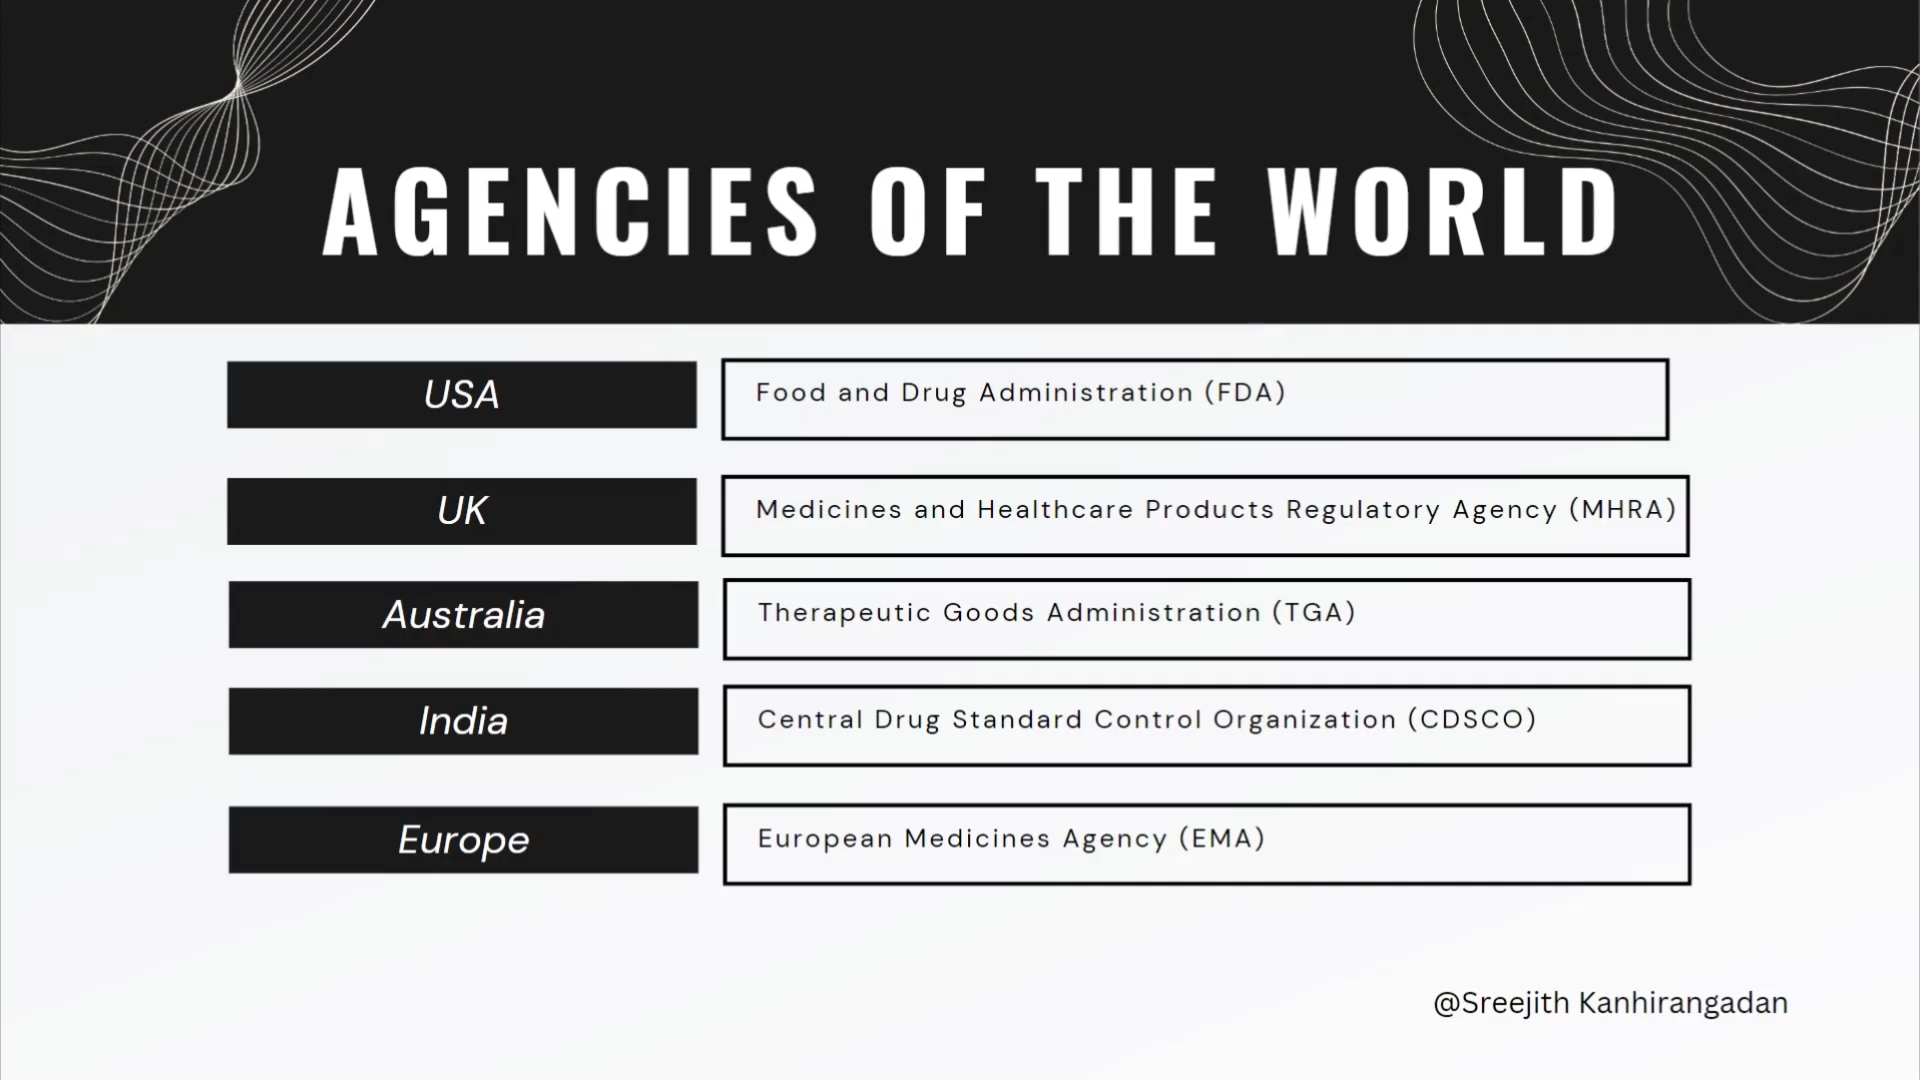 AGENCIES OF THE WORLD
USA
Food and Drug Administration (FDA)
UK
Medicines and Healthcare Products Regulatory Agency (MHRA)
Australia
Therapeutic Goods Administration (TGA)
India
Central Drug Standard Control Organization (CDSCO)
Europe
European Medicines Agency (EMA)
@Sreejith Kanhirangadan